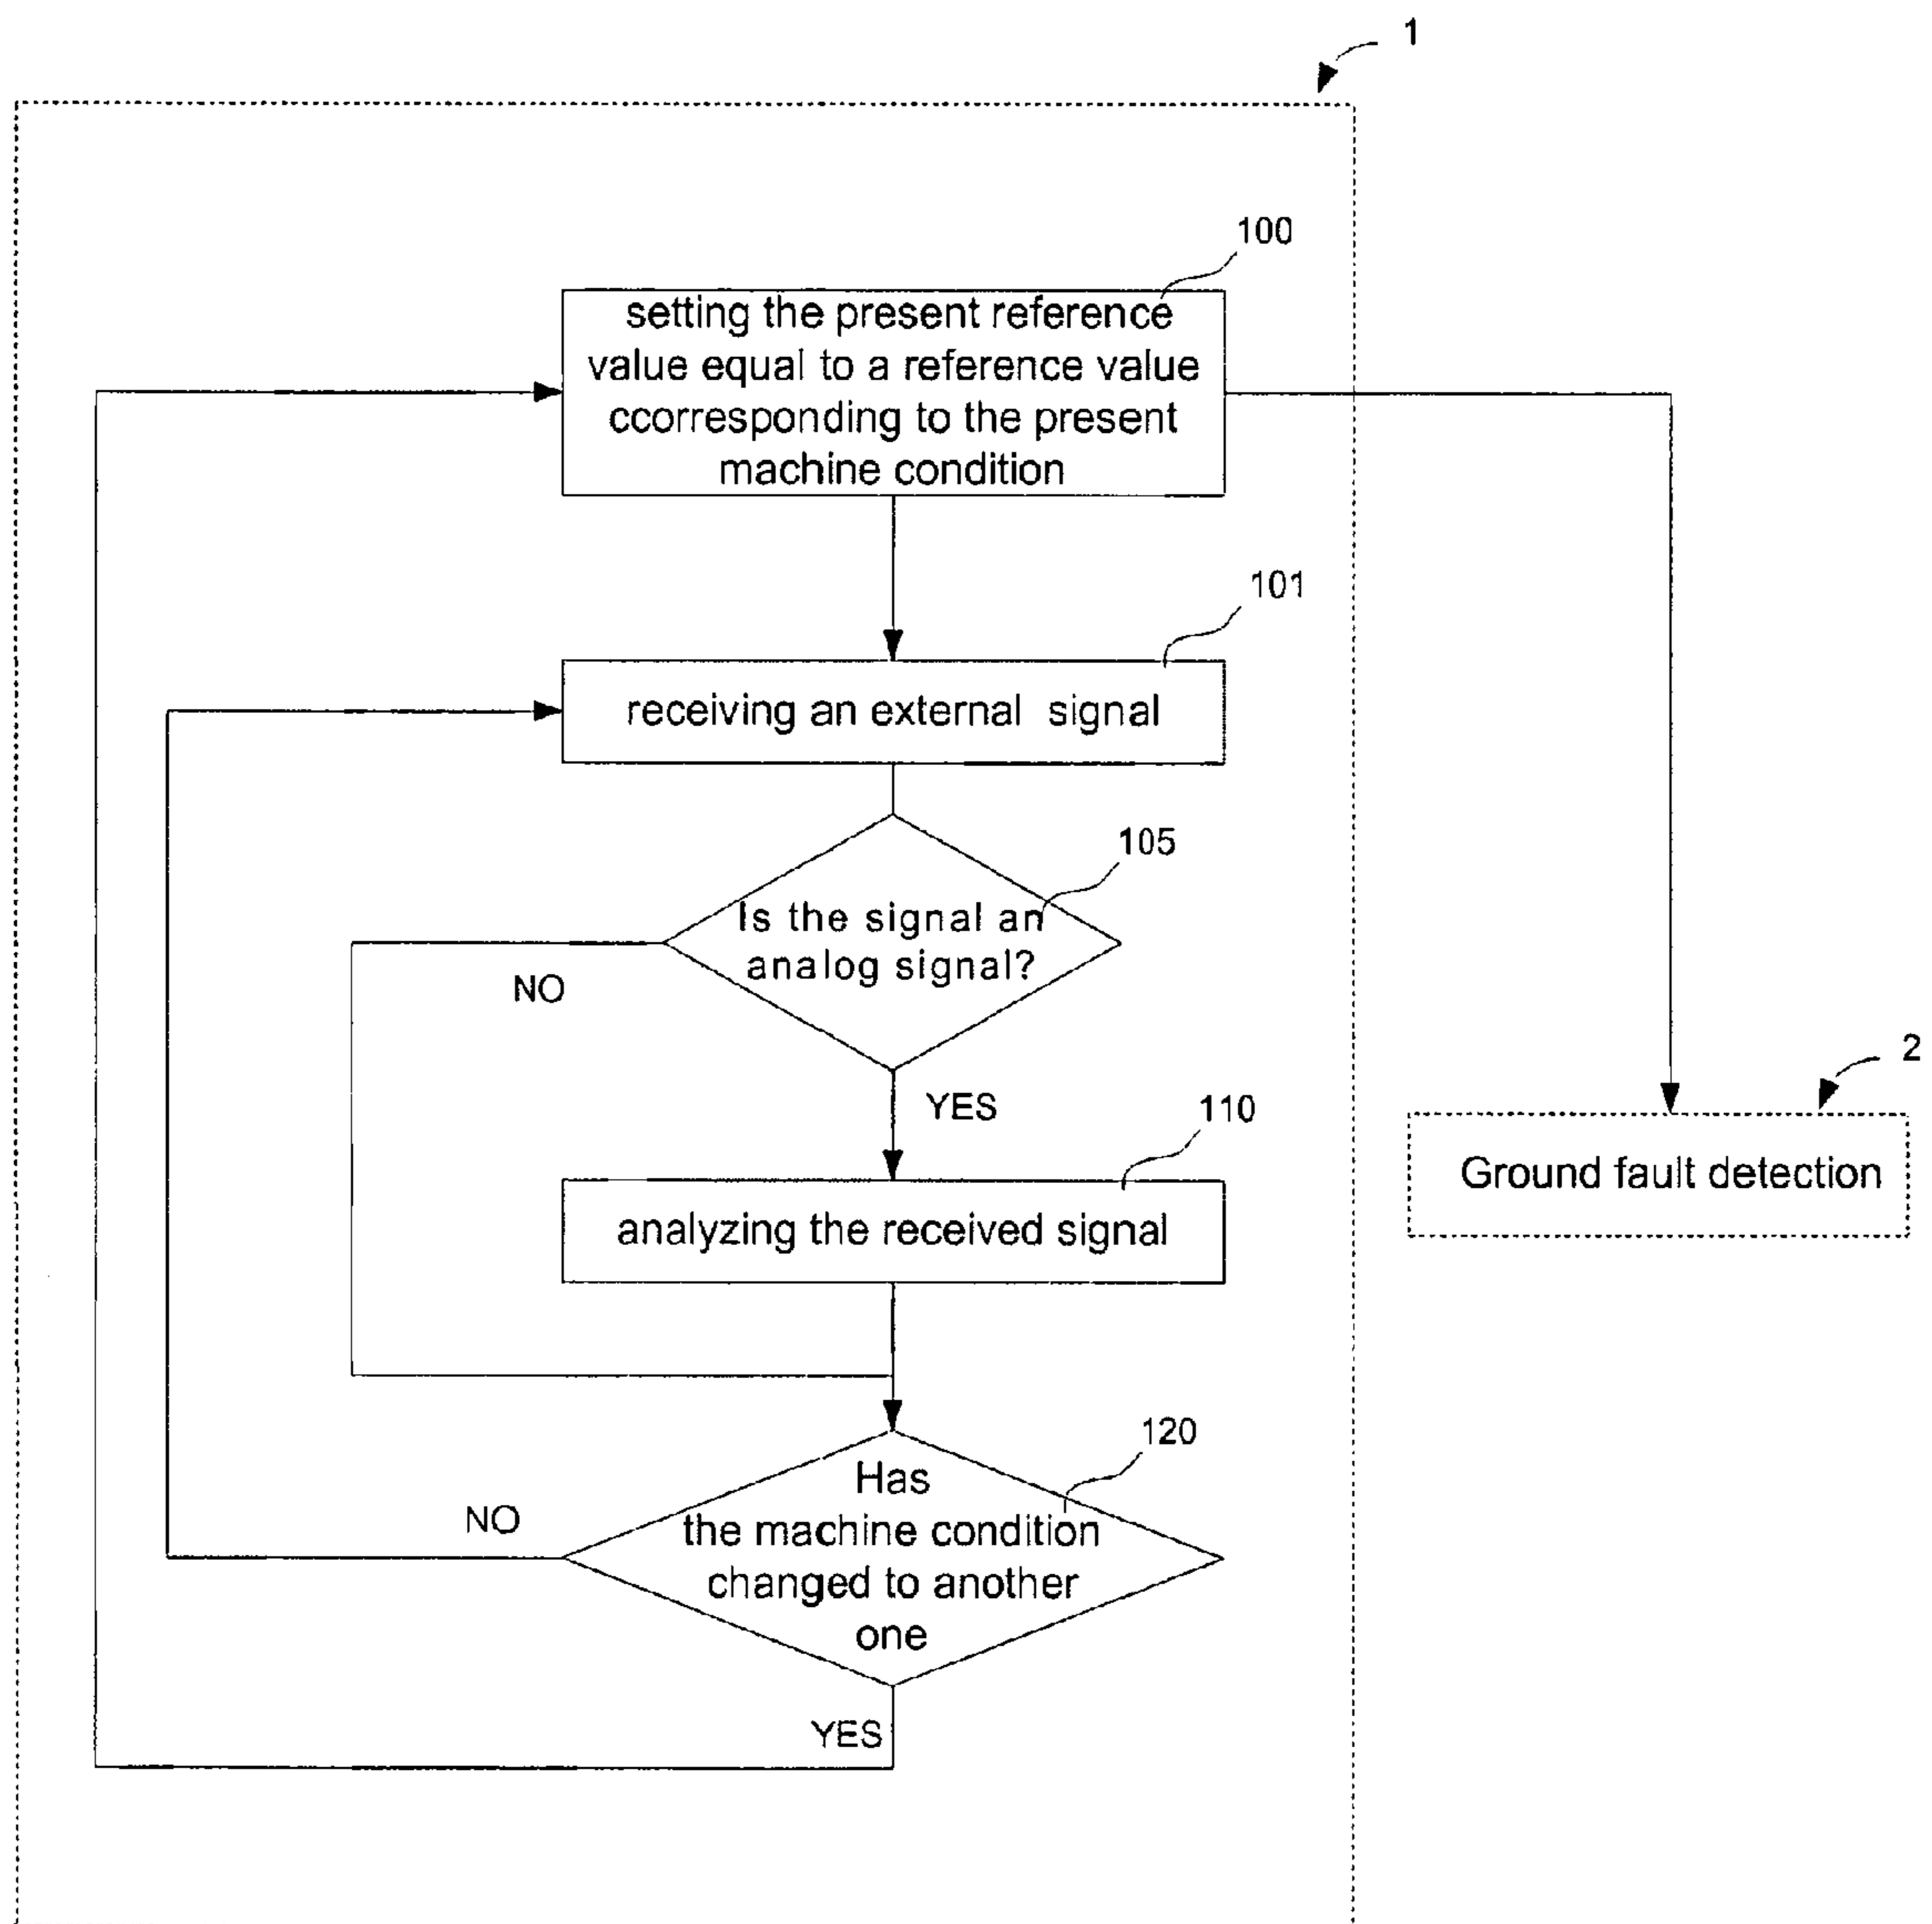 1
100
setting the present reference
value equal to a reference value
ccorresponding to the present
machine condition
101
receiving an external signal
105
Is the signal an
analog signal?
NO
YES
2
110
Ground fault detection
analyzing the received signal
120
Has
the machine condition
changed to another
one
NO
YES